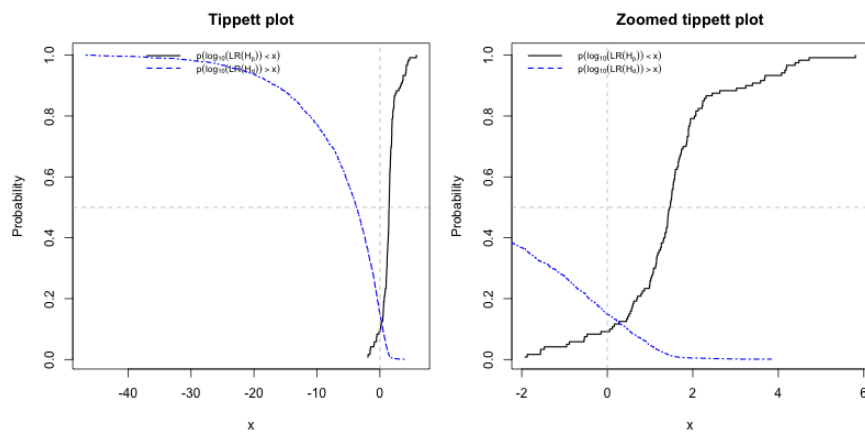 Tippett plot
p(log10(LR(Hp))<x)
p(log10(LR(Hd))>x)
Probability
0.0 0.2 0.4 0.6 0.8 1.0
-40 -30 -20 -10 0
x
Zoomed tippett plot
p(log10(LR(Hp))<x)
p(log10(LR(Hd))>x)
Probability
0.0 0.2 0.4 0.6 0.8 1.0
-2 0 2 4 6
x